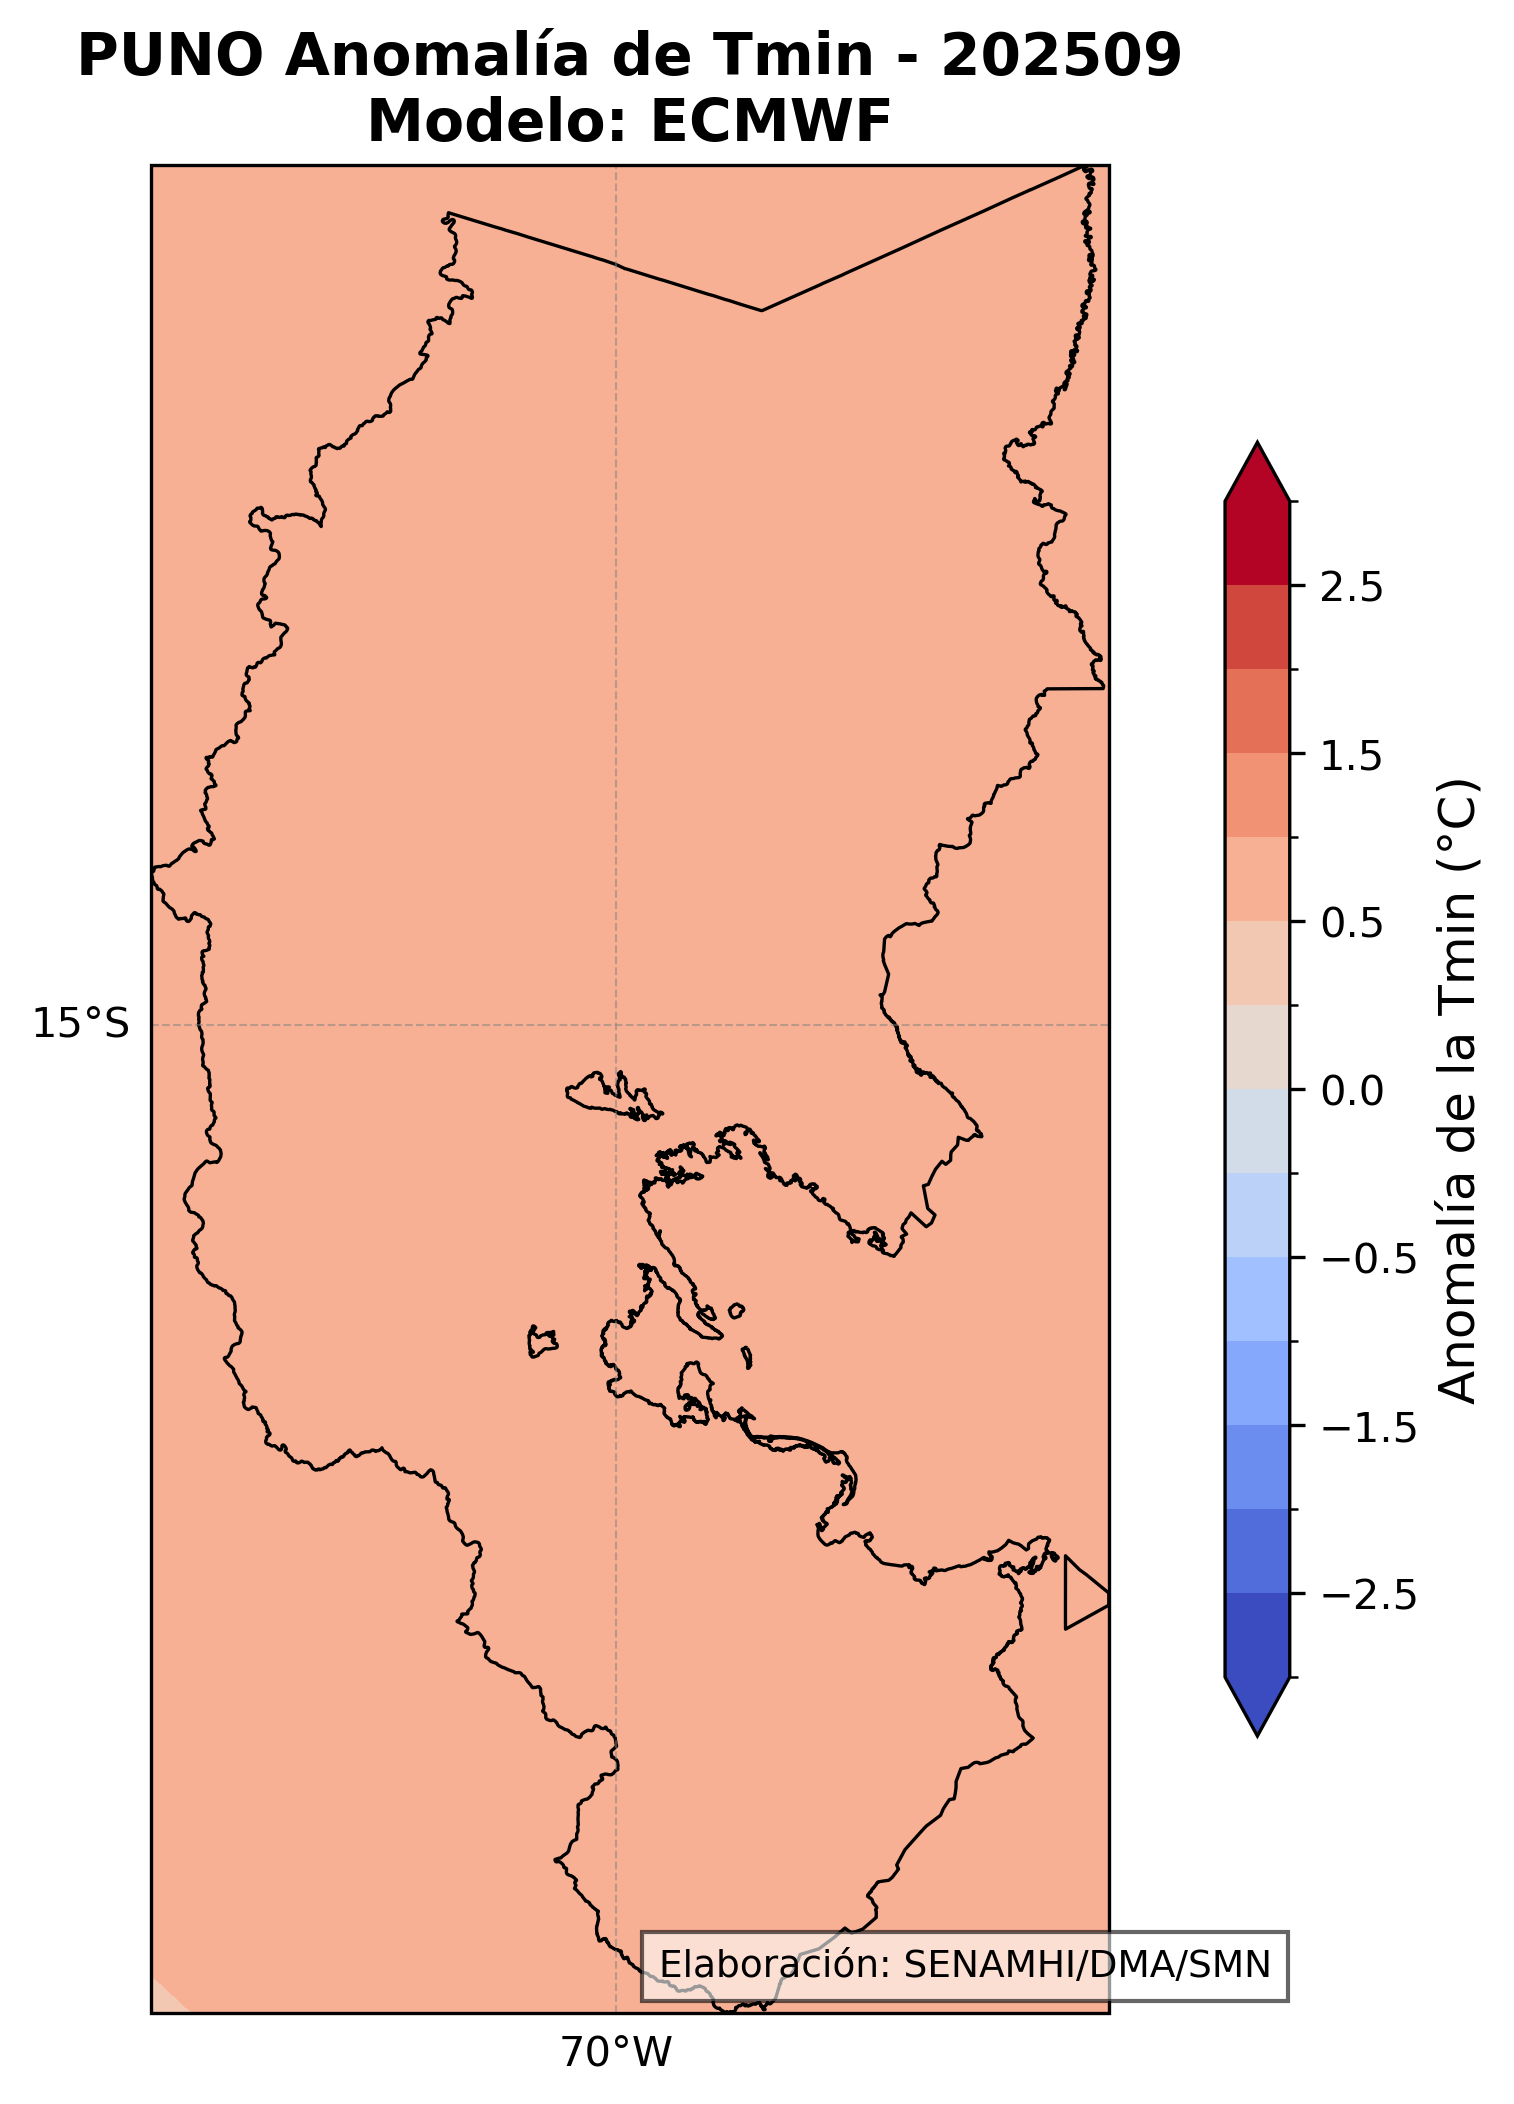 PUNO Anomalía de Tmin - 202509
Modelo: ECMWF
15°S
70°W
2.5
1.5
0.5
0.0
−0.5
−1.5
−2.5
Anomalía de la Tmin (°C)
Elaboración: SENAMHI/DMA/SMN